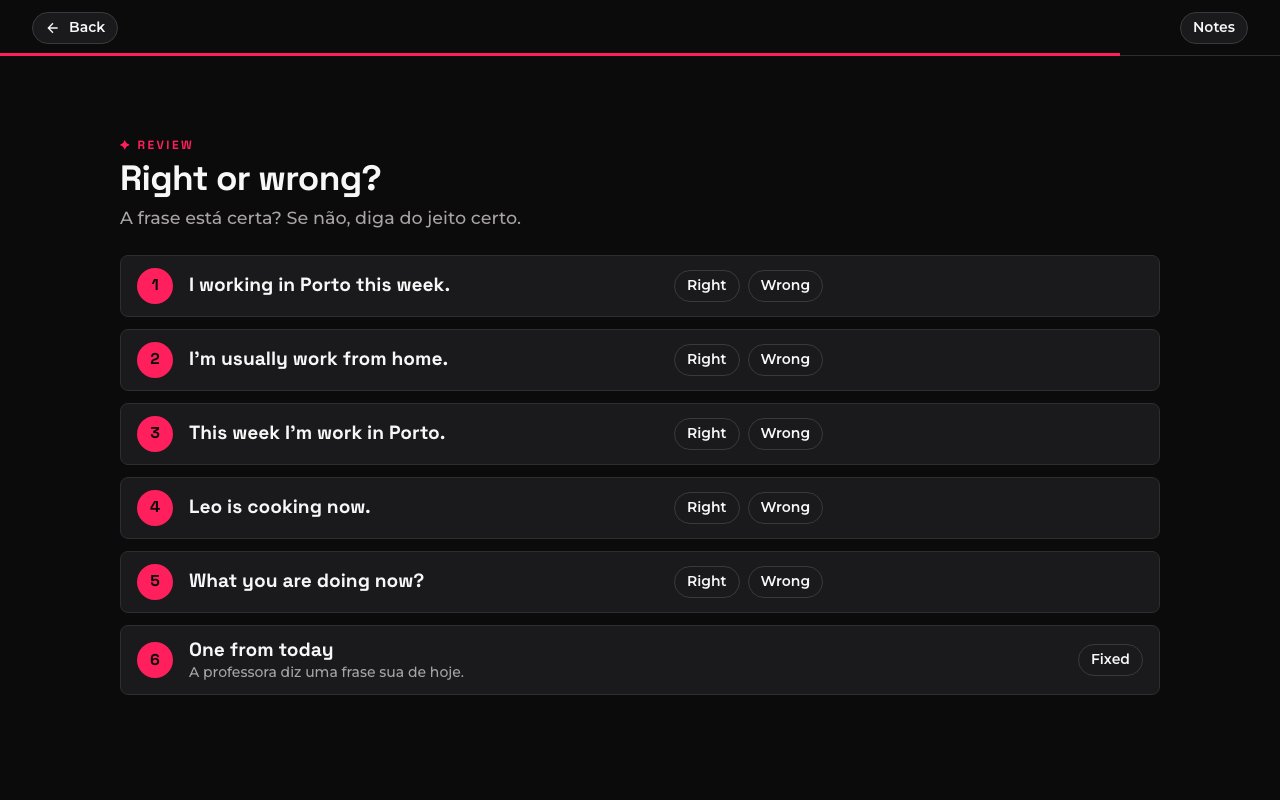 ← Back
Notes
✦ REVIEW
Right or wrong?
A frase está certa? Se não, diga do jeito certo.
1 I working in Porto this week. Right Wrong
2 I’m usually work from home. Right Wrong
3 This week I’m work in Porto. Right Wrong
4 Leo is cooking now. Right Wrong
5 What you are doing now? Right Wrong
6 One from today
A professora diz uma frase sua de hoje.
Fixed